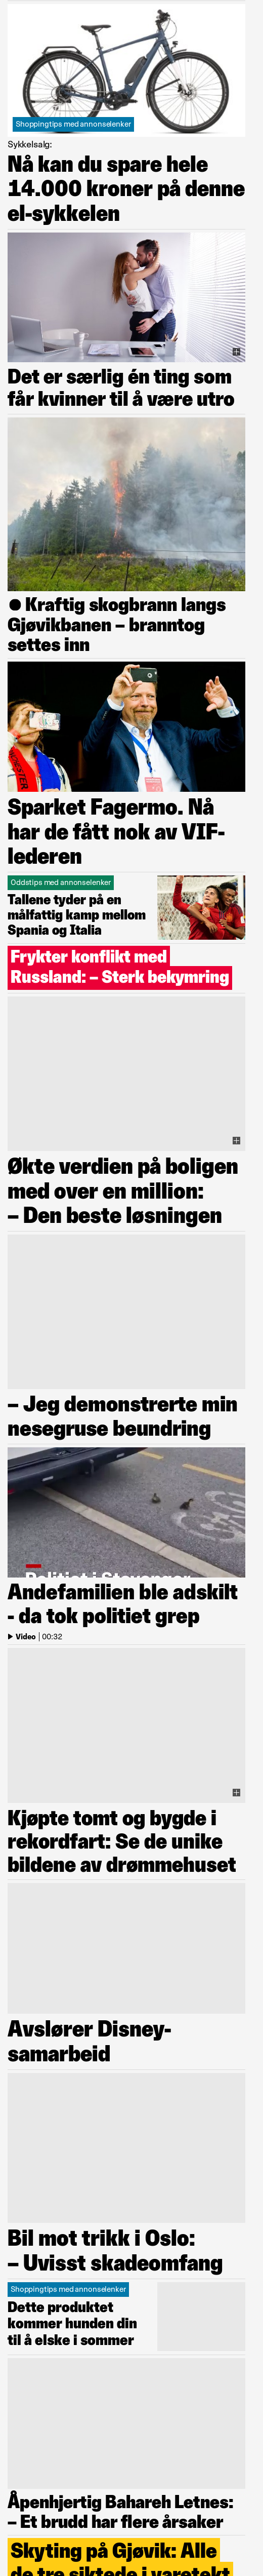 Shoppingtips med annonselenker
Sykkelsalg:
Nå kan du spare hele
14.000 kroner på denne
el-sykkelen
Det er særlig én ting som
får kvinner til å være utro
Kraftig skogbrann langs
Gjøvikbanen – branntog
settes inn
Sparket Fagermo. Nå
har de fått nok av VIF-
lederen
Oddstips med annonselenker
Tallene tyder på en
målfattig kamp mellom
Spania og Italia
Frykter konflikt med
Russland: – Sterk bekymring
Økte verdien på boligen
med over en million:
– Den beste løsningen
– Jeg demonstrerte min
nesegruse beundring
Politiet i Stavanger
Andefamilien ble adskilt
- da tok politiet grep
Video | 00:32
Kjøpte tomt og bygde i
rekordfart: Se de unike
bildene av drømmehuset
Avslører Disney-
samarbeid
Bil mot trikk i Oslo:
– Uvisst skadeomfang
Shoppingtips med annonselenker
Dette produktet
kommer hunden din
til å elske i sommer
Åpenhjertig Bahareh Letnes:
– Et brudd har flere årsaker
Skyting på Gjøvik: Alle
de tre siktede i varetekt